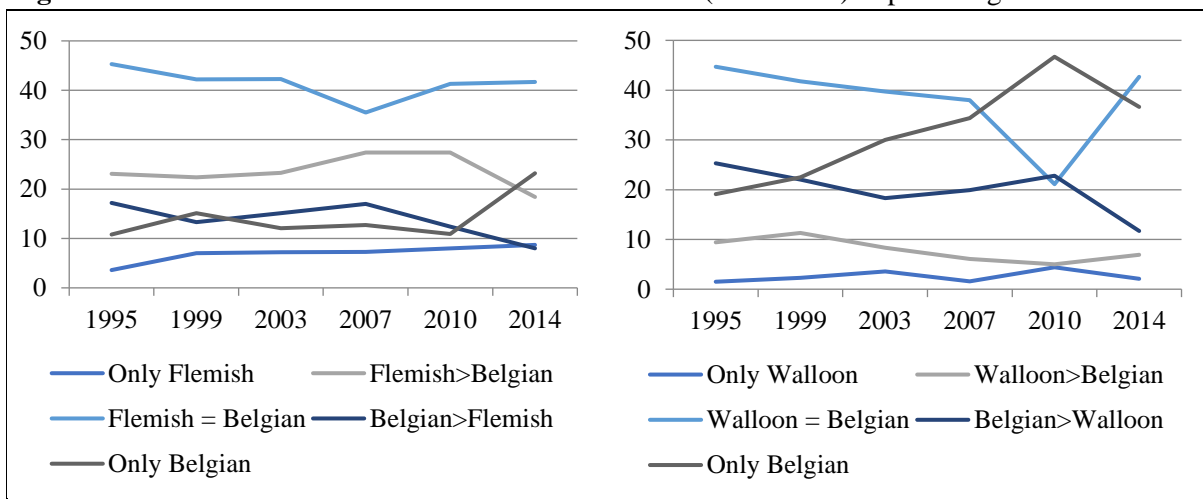 50
40
30
20
10
0
1995 1999 2003 2007 2010 2014
Only Flemish Flemish>Belgian
Flemish = Belgian Belgian>Flemish
Only Belgian
50
40
30
20
10
0
1995 1999 2003 2007 2010 2014
Only Walloon Walloon>Belgian
Walloon = Belgian Belgian>Walloon
Only Belgian